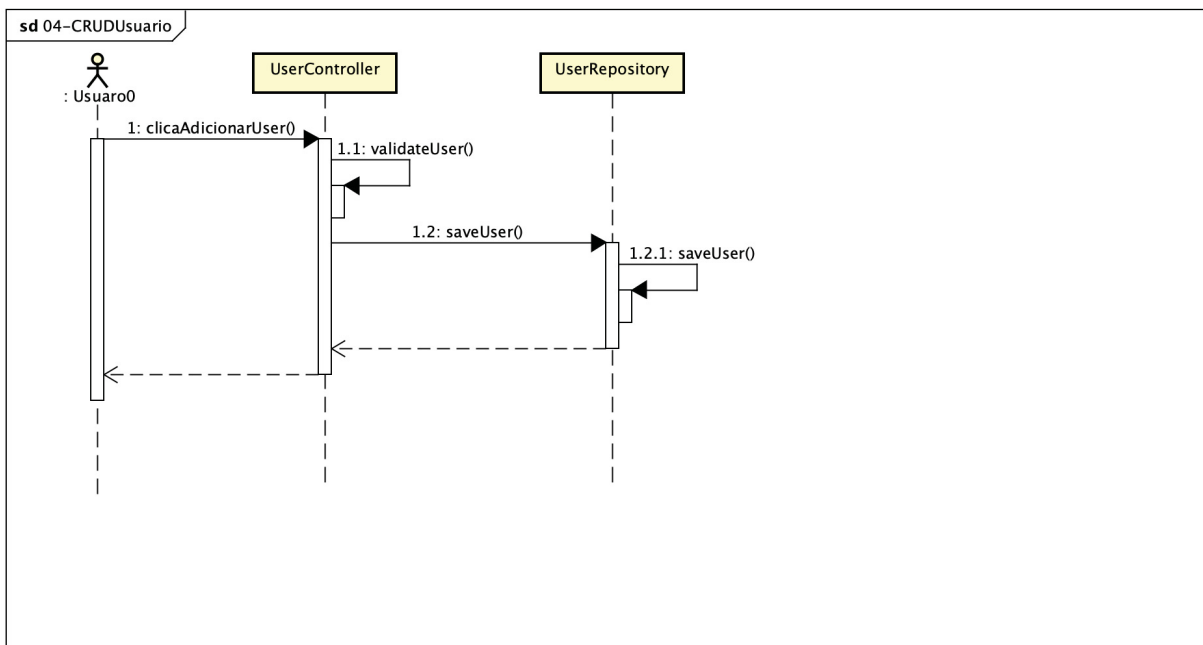 sd 04-CRUDUsuario
UserController
UserRepository
: Usuaro0
1: clicaAdicionarUser()
1.1: validateUser()
1.2: saveUser()
1.2.1: saveUser()